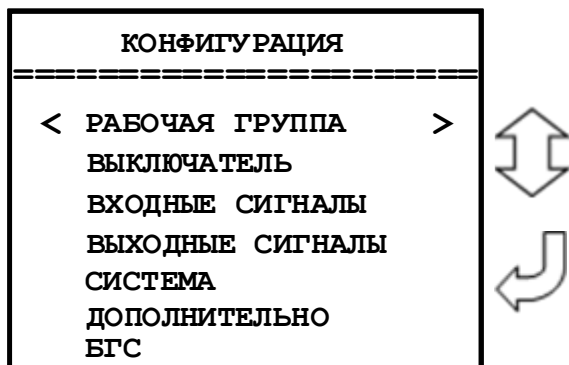 КОНФИГУРАЦИЯ
======================
< РАБОЧАЯ ГРУППА >
ВЫКЛЮЧАТЕЛЬ
ВХОДНЫЕ СИГНАЛЫ
ВЫХОДНЫЕ СИГНАЛЫ
СИСТЕМА
ДОПОЛНИТЕЛЬНО
БГС